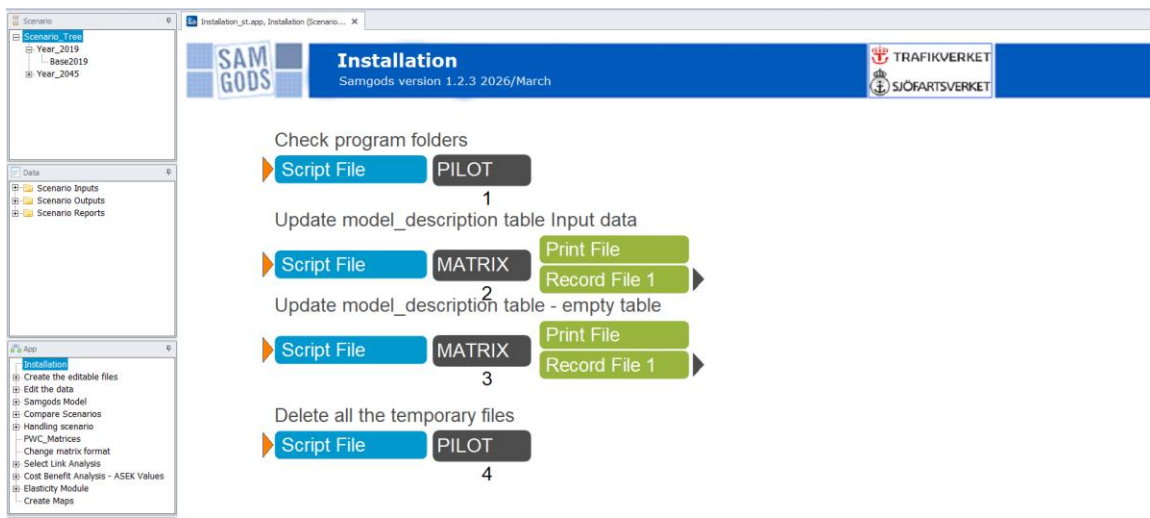 Scenario
Scenario_Tree
Year_2019
Base2019
Year_2045
Data
Scenario Inputs
Scenario Outputs
Scenario Reports
App
Installation
Create the editable files
Edit the data
Samgods Model
Compare Scenarios
Handling scenario
PWC_Matrices
Change matrix format
Select Link Analysis
Cost Benefit Analysis - ASEK Values
Elasticity Module
Create Maps
Installation_st.app, Installation (Scenario... X
SAM
GODS
Installation
Samgods version 1.2.3 2026/March
TRAFIKVERKET
SJÖFARTSVERKET
Check program folders
Script File PILOT
1
Update model_description table Input data
Print File
Script File MATRIX
Record File 1
2
Update model_description table - empty table
Print File
Script File MATRIX
Record File 1
3
Delete all the temporary files
Script File PILOT
4